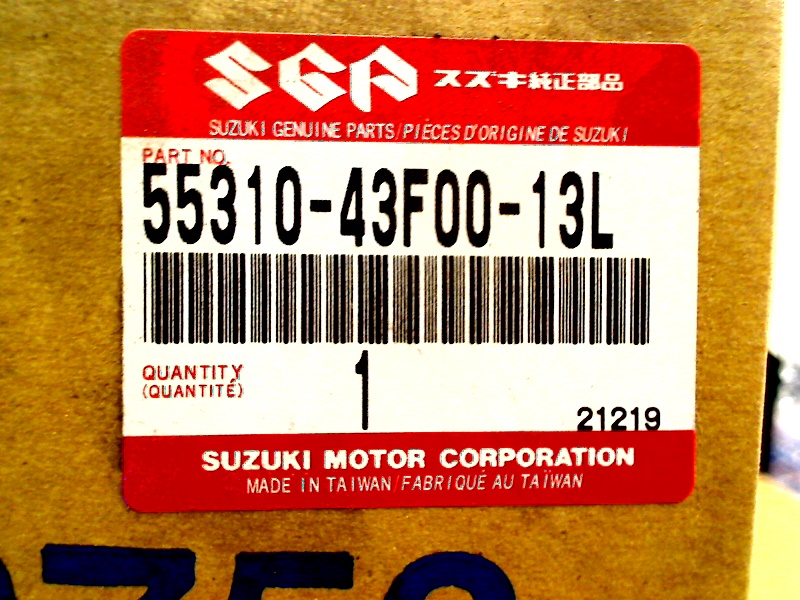 SGP スズキ純正部品
SUZUKI GENUINE PARTS/PIÈCES D'ORIGINE DE SUZUKI
PART NO.
55310-43F00-13L
QUANTITY 1
(QUANTITÉ)
21219
SUZUKI MOTOR CORPORATION
MADE IN TAIWAN/FABRIQUÉ AU TAÏWAN